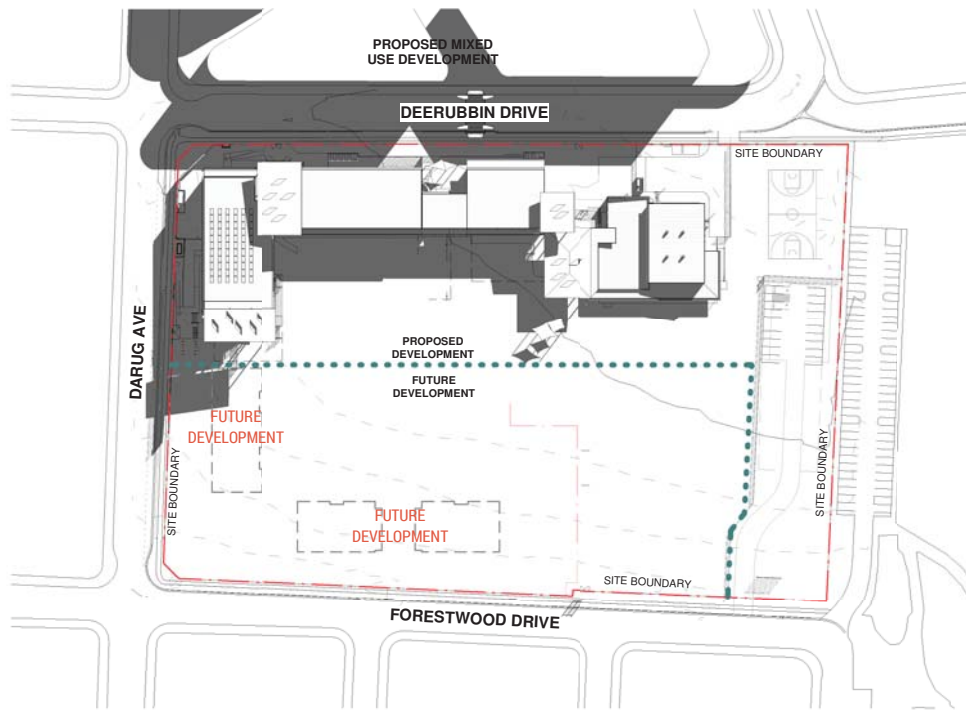 PROPOSED MIXED
USE DEVELOPMENT
DEERUBBIN DRIVE
SITE BOUNDARY
DARUG AVE
PROPOSED
DEVELOPMENT
FUTURE
DEVELOPMENT
FUTURE
DEVELOPMENT
SITE BOUNDARY
SITE BOUNDARY
FUTURE
DEVELOPMENT
SITE BOUNDARY
FORESTWOOD DRIVE